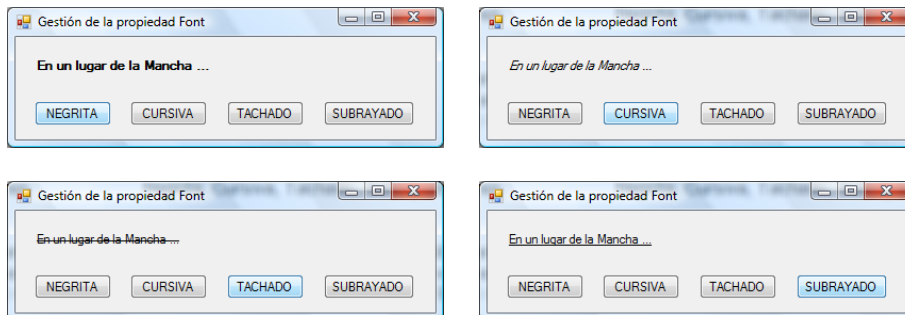 Gestión de la propiedad Font
En un lugar de la Mancha ...
NEGRITA CURSIVA TACHADO SUBRAYADO
Gestión de la propiedad Font
En un lugar de la Mancha ...
NEGRITA CURSIVA TACHADO SUBRAYADO
Gestión de la propiedad Font
En un lugar de la Mancha ...
NEGRITA CURSIVA TACHADO SUBRAYADO
Gestión de la propiedad Font
En un lugar de la Mancha ...
NEGRITA CURSIVA TACHADO SUBRAYADO